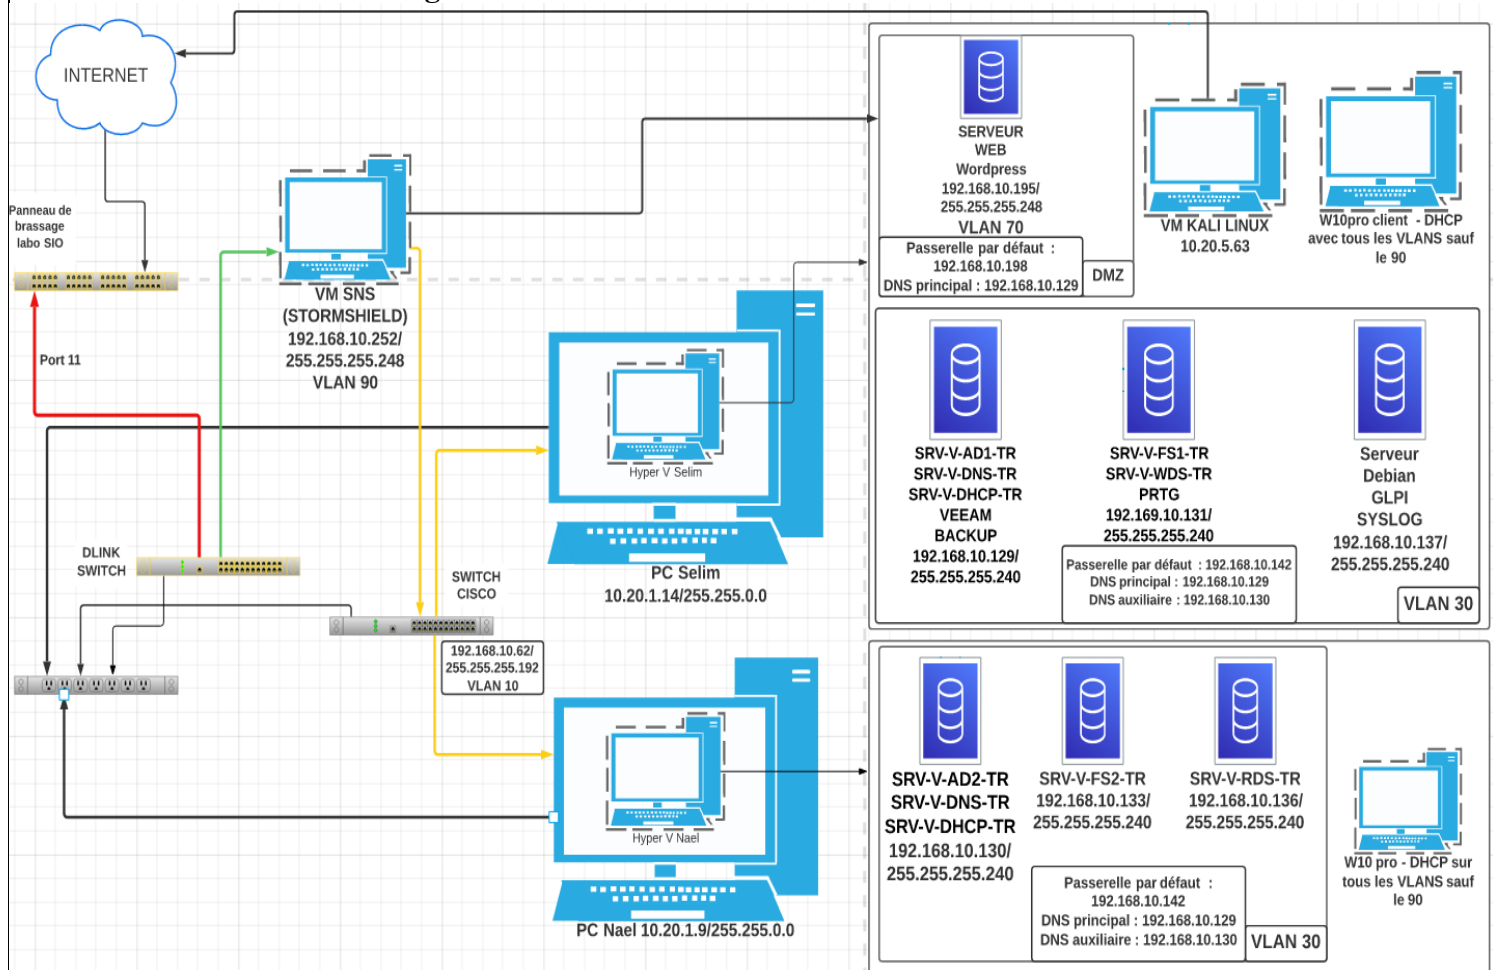 INTERNET
Panneau de
brassage
labo SIO
Port 11
VM SNS
(STORMSHIELD)
192.168.10.252/
255.255.255.248
VLAN 90
DLINK
SWITCH
SWITCH
CISCO
192.168.10.62/
255.255.255.192
VLAN 10
Hyper V Selim
PC Selim
10.20.1.14/255.255.0.0
Hyper V Nael
PC Nael 10.20.1.9/255.255.0.0
SERVEUR
WEB
Wordpress
192.168.10.195/
255.255.255.248
VLAN 70
Passerelle par défaut :
192.168.10.198
DNS principal : 192.168.10.129
DMZ
VM KALI LINUX
10.20.5.63
W10pro client - DHCP
avec tous les VLANS sauf
le 90
SRV-V-AD1-TR
SRV-V-DNS-TR
SRV-V-DHCP-TR
VEEAM
BACKUP
192.168.10.129/
255.255.255.240
SRV-V-FS1-TR
SRV-V-WDS-TR
PRTG
192.169.10.131/
255.255.255.240
Passerelle par défaut : 192.168.10.142
DNS principal : 192.168.10.129
DNS auxiliaire : 192.168.10.130
Serveur
Debian
GLPI
SYSLOG
192.168.10.137/
255.255.255.240
VLAN 30
SRV-V-AD2-TR
SRV-V-DNS-TR
SRV-V-DHCP-TR
192.168.10.130/
255.255.255.240
SRV-V-FS2-TR
192.168.10.133/
255.255.255.240
SRV-V-RDS-TR
192.168.10.136/
255.255.255.240
Passerelle par défaut :
192.168.10.142
DNS principal : 192.168.10.129
DNS auxiliaire : 192.168.10.130
VLAN 30
W10 pro - DHCP sur
tous les VLANS sauf
le 90